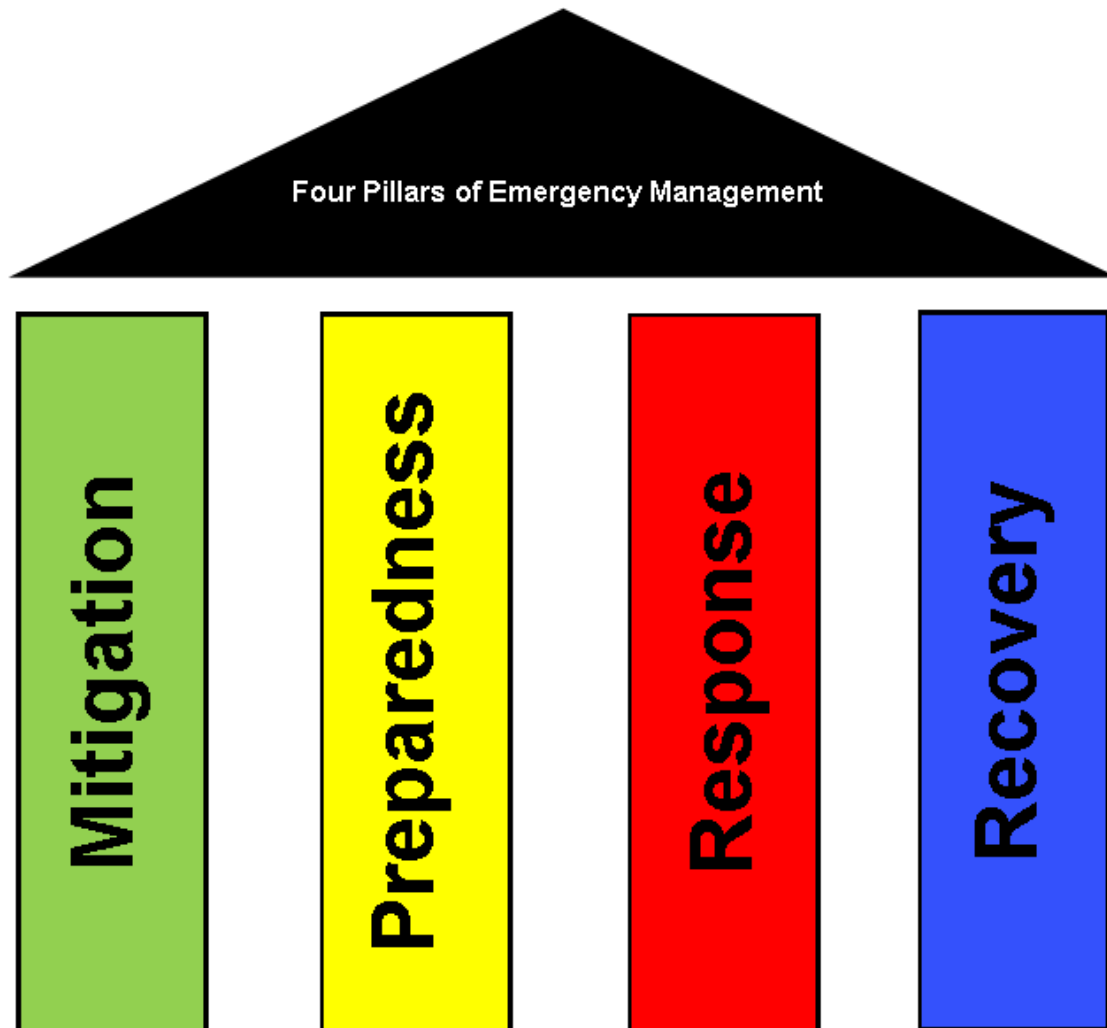 Four Pillars of Emergency Management
Mitigation
Preparedness
Response
Recovery